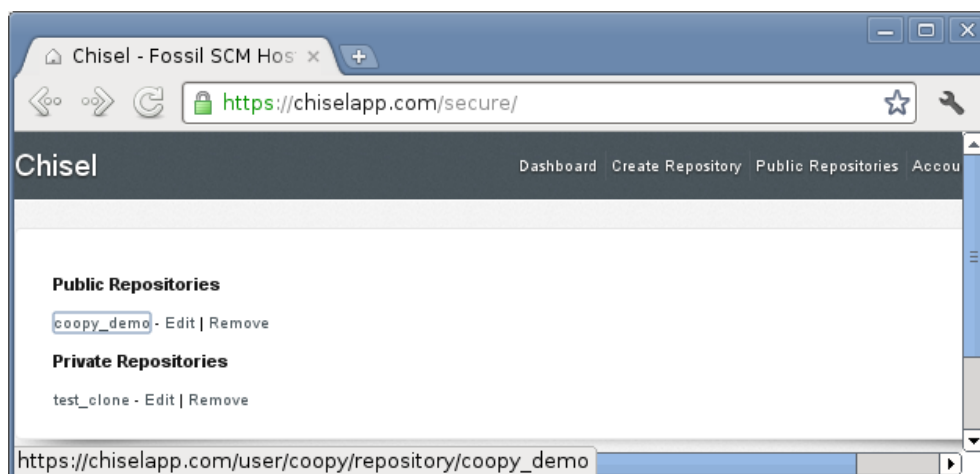 Chisel - Fossil SCM Hos
https://chiselapp.com/secure/
Chisel
Dashboard Create Repository Public Repositories Accou
Public Repositories
coopy_demo - Edit | Remove
Private Repositories
test_clone - Edit | Remove
https://chiselapp.com/user/coopy/repository/coopy_demo